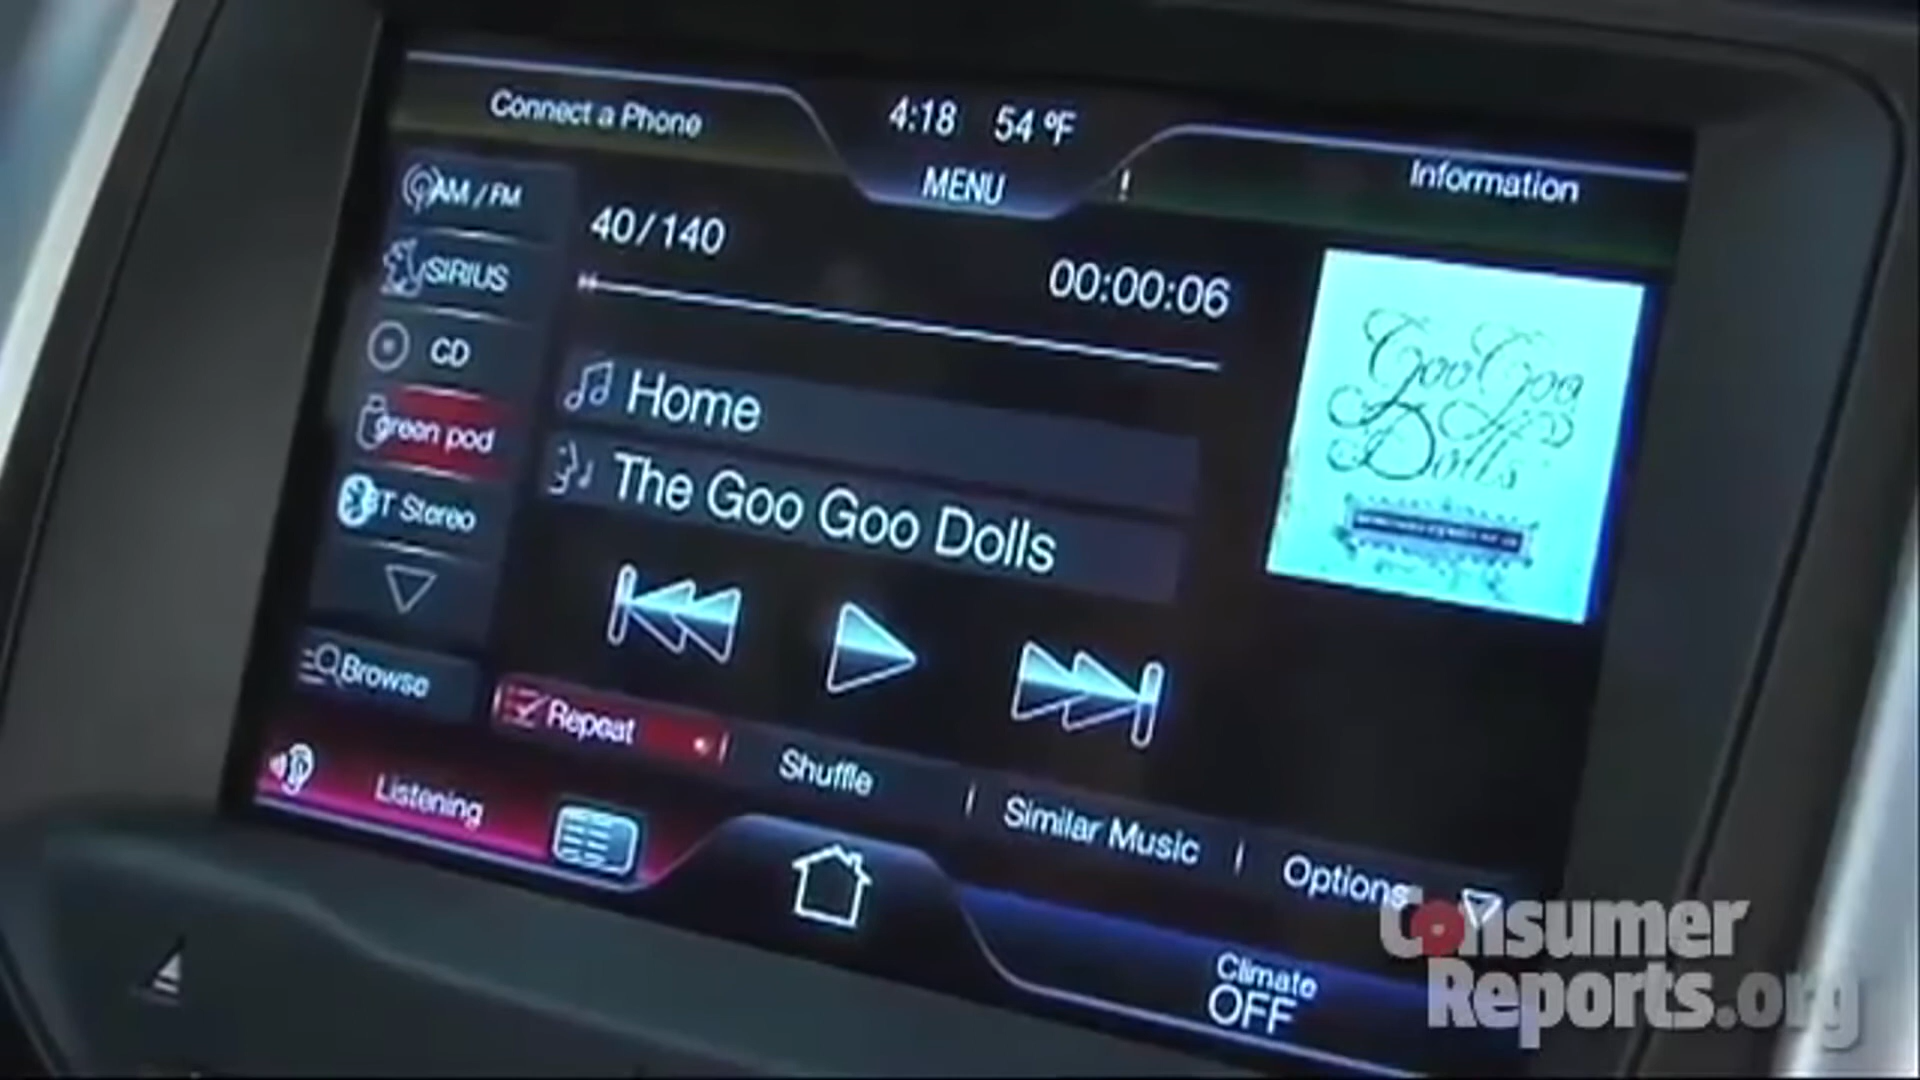 Connect a Phone
4:18 54 °F
MENU
!
Information
AM / FM
SIRIUS
CD
green pod
BT Stereo
Browse
40/140
00:00:06
Home
The Goo Goo Dolls
Goo Goo
Dolls
Repeat
Shuffle
Similar Music
Options
Listening
Climate
OFF
Consumer
Reports.org